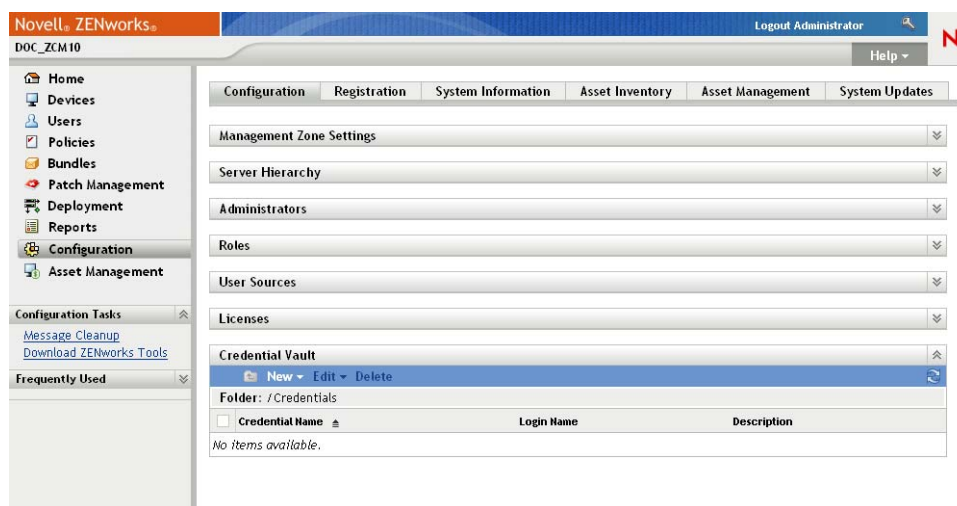 Novell® ZENworks®
Logout Administrator
DOC_ZCM10
N
Help
Home
Devices
Users
Policies
Bundles
Patch Management
Deployment
Reports
Configuration
Asset Management
Configuration Tasks
Message Cleanup
Download ZENworks Tools
Frequently Used
Configuration Registration System Information Asset Inventory Asset Management System Updates
Management Zone Settings
Server Hierarchy
Administrators
Roles
User Sources
Licenses
Credential Vault
New Edit Delete
Folder: /Credentials
Credential Name Login Name Description
No items available.